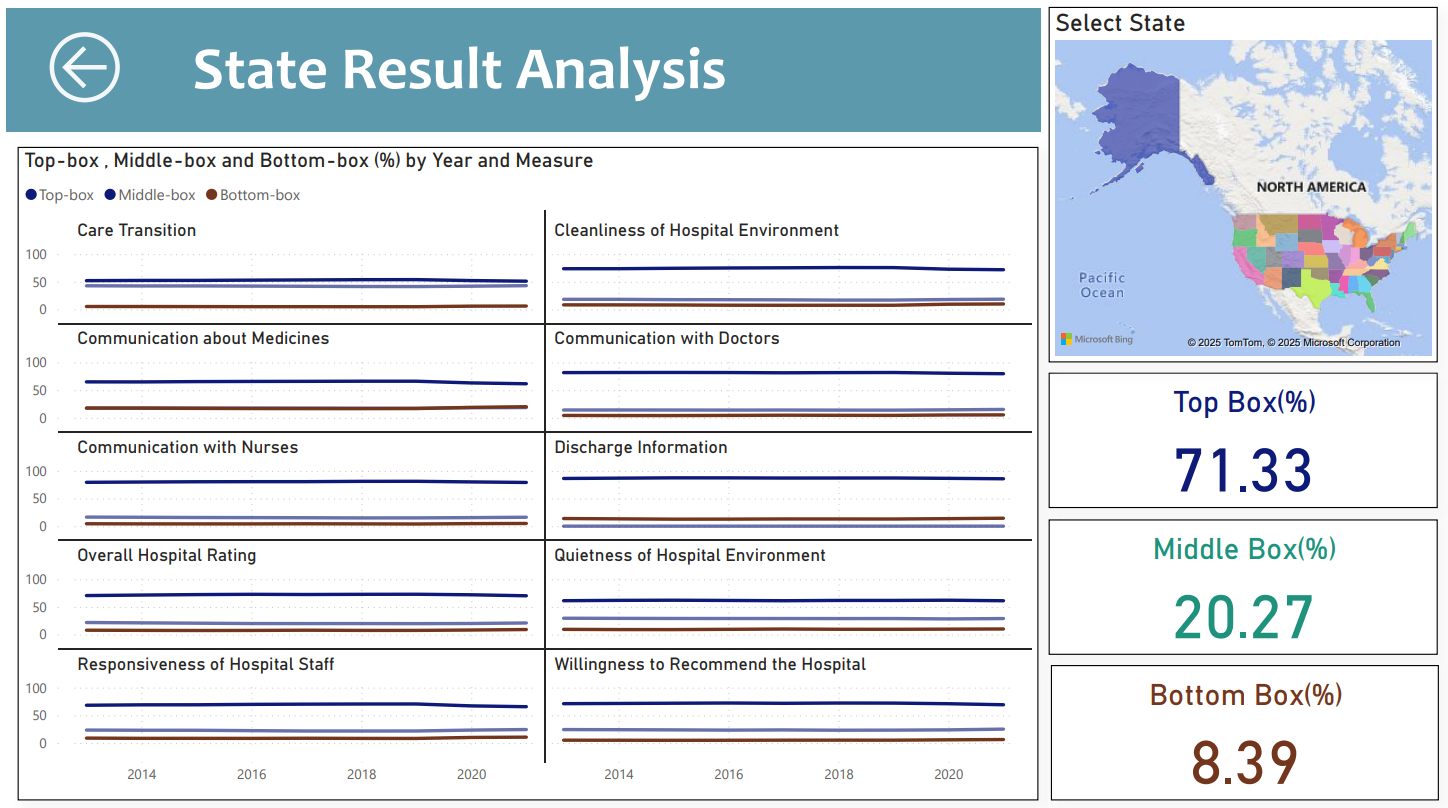 State Result Analysis
Top-box , Middle-box and Bottom-box (%) by Year and Measure
Top-box Middle-box Bottom-box
Care Transition
100
50
0
Cleanliness of Hospital Environment
Communication about Medicines
100
50
0
Communication with Doctors
Communication with Nurses
100
50
0
Discharge Information
Overall Hospital Rating
100
50
0
Quietness of Hospital Environment
Responsiveness of Hospital Staff
100
50
0
Willingness to Recommend the Hospital
2014 2016 2018 2020
2014 2016 2018 2020
Select State
NORTH AMERICA
Pacific
Ocean
Microsoft Bing
© 2025 TomTom, © 2025 Microsoft Corporation
Top Box(%)
71.33
Middle Box(%)
20.27
Bottom Box(%)
8.39